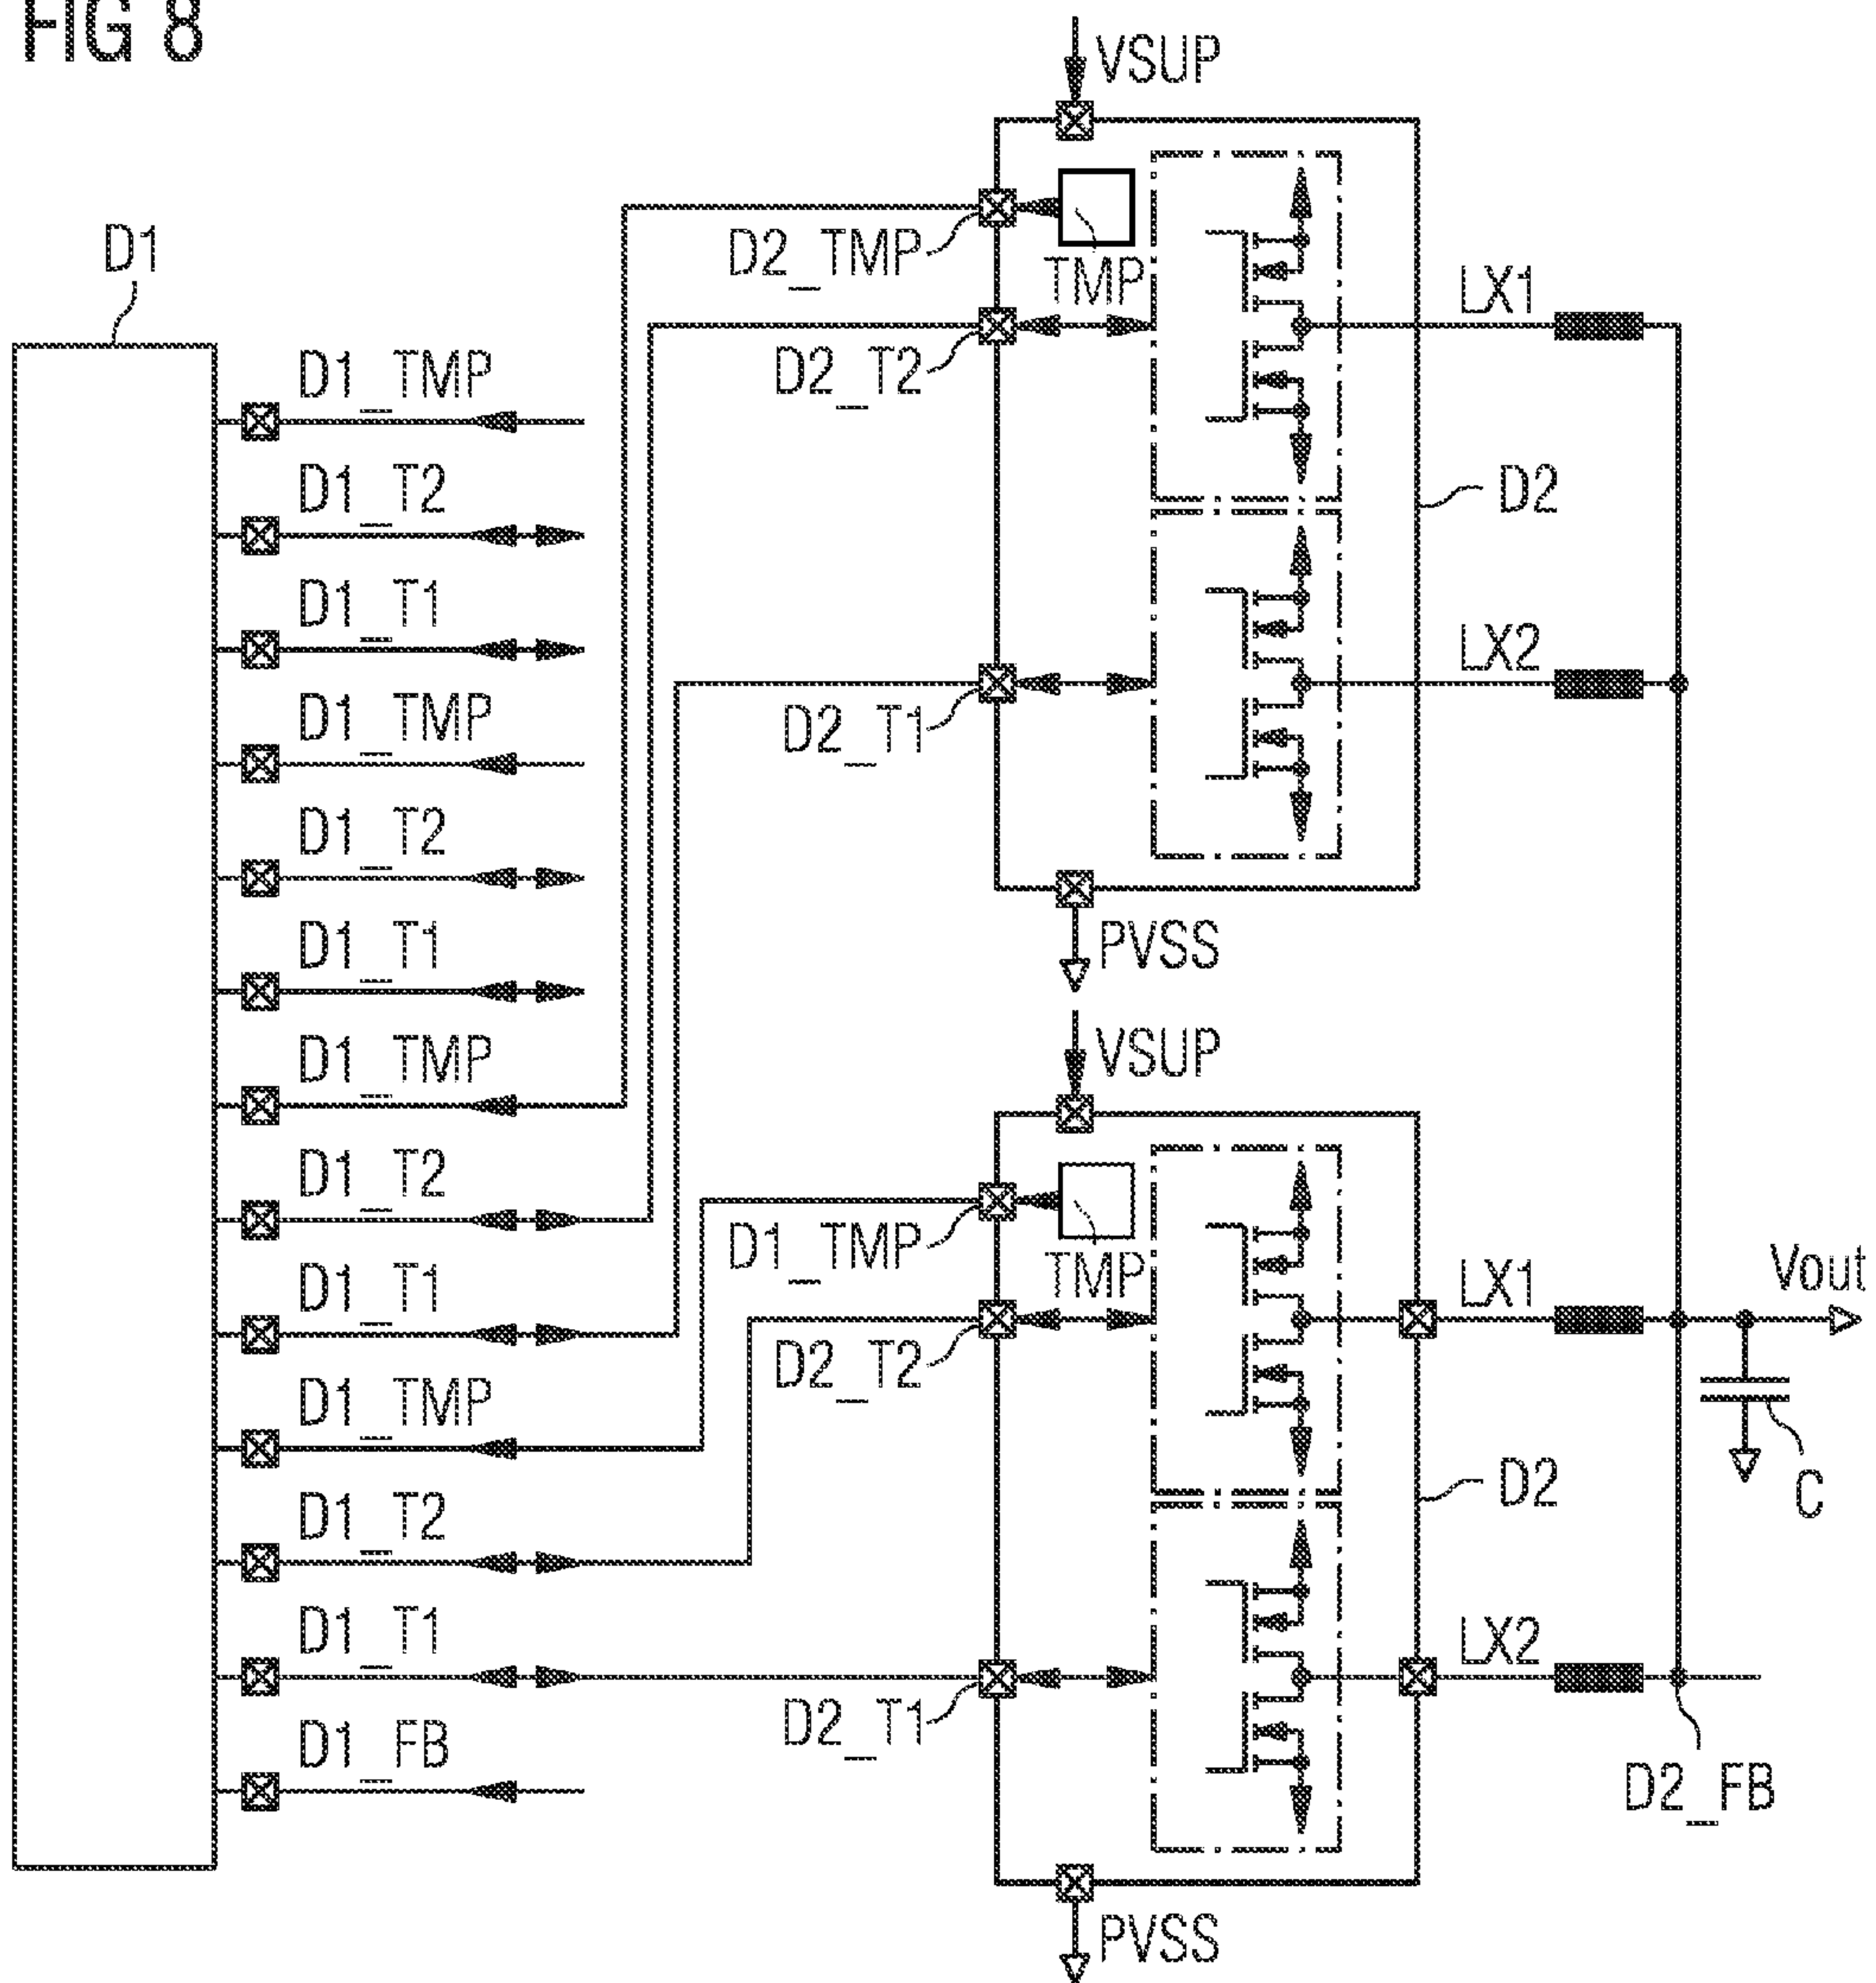 FIG 8
VSUP
D1
D2_TMP
TMP
LX1
D1_TMP
D2_T2
D1_T2
D2
D1_T1
LX2
D1_TMP
D2_T1
D1_T2
D1_T1
PVSS
D1_TMP
VSUP
D1_T2
D1_TMP
TMP
D1_T1
LX1
Vout
D2_T2
D1_TMP
D2
C
D1_T2
D1_T1
LX2
D2_T1
D1_FB
D2_FB
PVSS